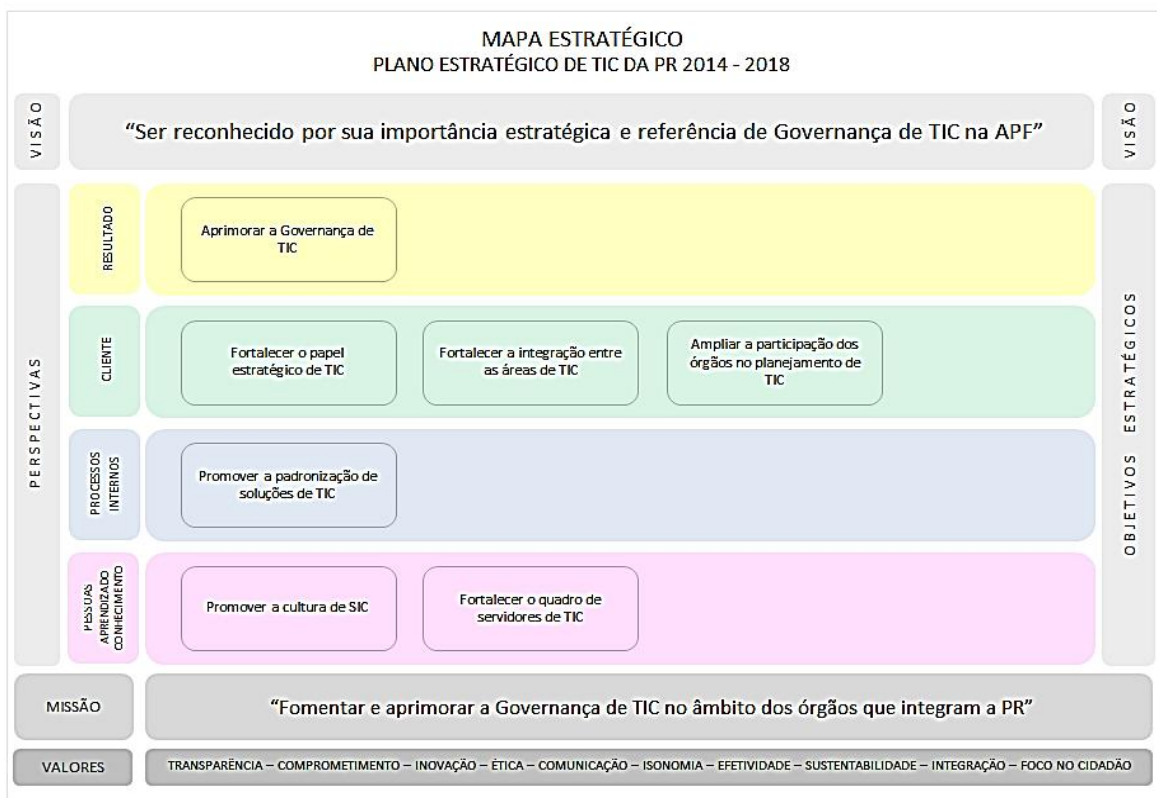 MAPA ESTRATÉGICO
PLANO ESTRATÉGICO DE TIC DA PR 2014 - 2018
VISÃO
“Ser reconhecido por sua importância estratégica e referência de Governança de TIC na APF”
VISÃO
PERSPECTIVAS
RESULTADO
Aprimorar a Governança de
TIC
CLIENTE
Fortalecer o papel
estratégico de TIC
Fortalecer a integração entre
as áreas de TIC
Ampliar a participação dos
órgãos no planejamento de
TIC
PROCESSOS
INTERNOS
Promover a padronização de
soluções de TIC
PESSUAS
APRENDIZADO
CONHECIMENTO
Promover a cultura de SIC
Fortalecer o quadro de
servidores de TIC
OBJETIVOS ESTRATÉGICOS
MISSÃO
“Fomentar e aprimorar a Governança de TIC no âmbito dos órgãos que integram a PR”
VALORES
TRANSPARÊNCIA – COMPROMETIMENTO – INOVAÇÃO – ÉTICA – COMUNICAÇÃO – ISONOMIA – EFETIVIDADE – SUSTENTABILIDADE – INTEGRAÇÃO – FOCO NO CIDADÃO